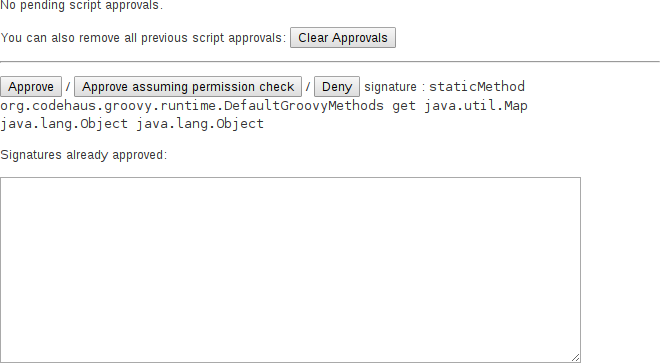 No pending script approvals.
You can also remove all previous script approvals: Clear Approvals
Approve / Approve assuming permission check / Deny signature : staticMethod
org.codehaus.groovy.runtime.DefaultGroovyMethods get java.util.Map
java.lang.Object java.lang.Object
Signatures already approved: